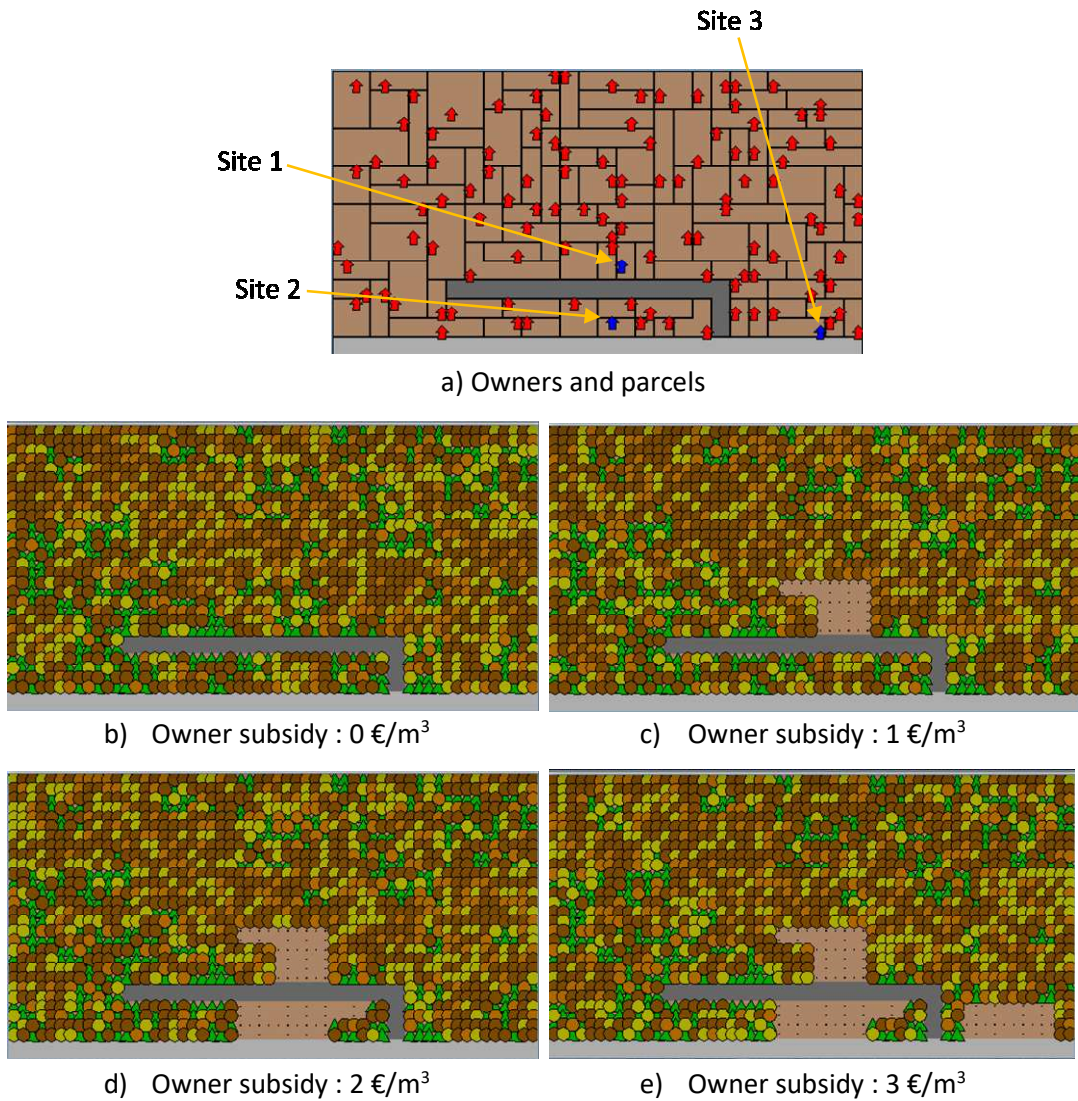 Site 3
Site 1
Site 2
a) Owners and parcels
b) Owner subsidy : 0 €/m³
c) Owner subsidy : 1 €/m³
d) Owner subsidy : 2 €/m³
e) Owner subsidy : 3 €/m³